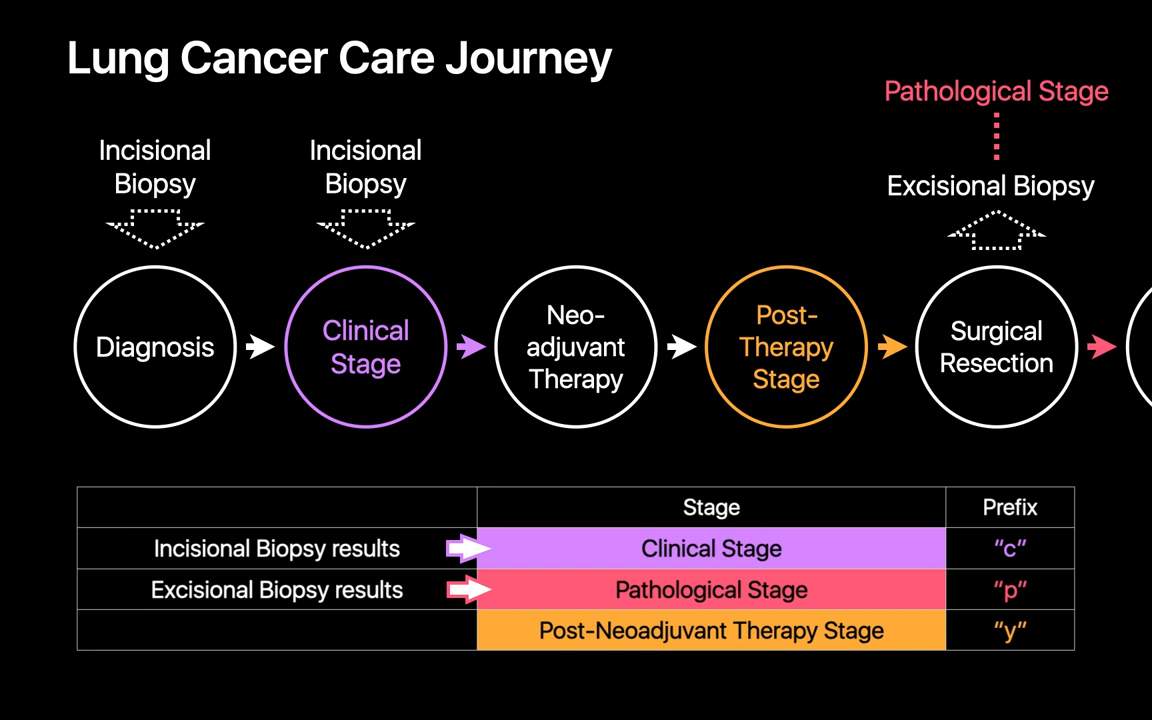 Lung Cancer Care Journey
Pathological Stage
Incisional
Biopsy
Incisional
Biopsy
Excisional Biopsy
Diagnosis
Clinical
Stage
Neo-
adjuvant
Therapy
Post-
Therapy
Stage
Surgical
Resection
Stage
Prefix
Incisional Biopsy results
Clinical Stage
“c”
Excisional Biopsy results
Pathological Stage
“p”
Post-Neoadjuvant Therapy Stage
“y”